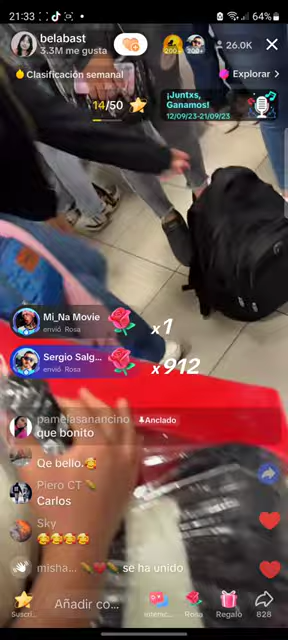 21:33
64%
belabast
3.3M me gusta
200+
700+
26.0K
Clasificación semanal
Explorar >
14/50
¡Juntxs, Ganamos!
12/09/23-21/09/23
Mi_Na Movie
envió Rosa
x1
Sergio Salg...
envió Rosa
x912
pamelasanancino
Anclado
que bonito
Qe bello.🥰
Piero CT
Carlos
Sky
🥰🥰🥰🥰
misha... se ha unido
Suscri...
Añadir co...
Interac...
Rosa
Regalo
828